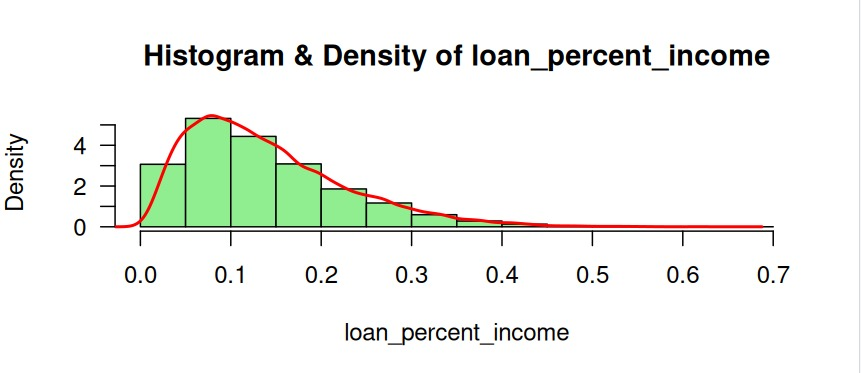 Histogram & Density of loan_percent_income
Density
4
2
0
0.0 0.1 0.2 0.3 0.4 0.5 0.6 0.7
loan_percent_income